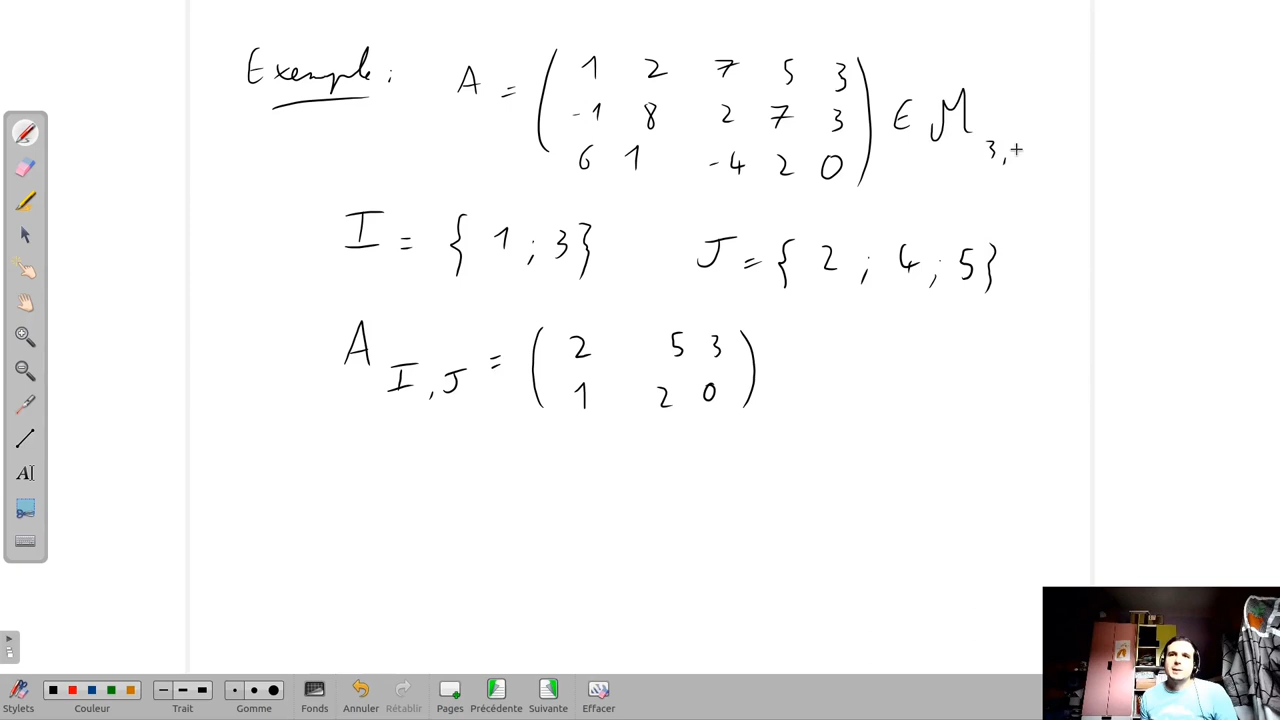 Exemple : A = ( 1 2 7 5 3
-1 8 2 7 3
6 1 -4 2 0 ) ∈ M 3,
I = { 1 ; 3 } J = { 2 ; 4 ; 5 }
A I, J = ( 2 5 3
1 2 0 )
Stylets
Couleur
Trait
Gomme
Fonds
Annuler
Rétablir
Pages
Précédente
Suivante
Effacer